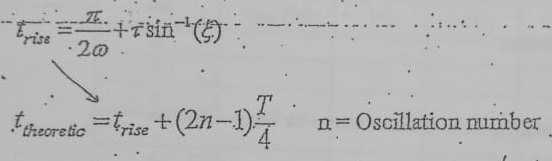 t_rise = π/2ω + τ sin⁻¹(ξ)
t_theoretic = t_rise + (2n−1) T/4 n = Oscillation number